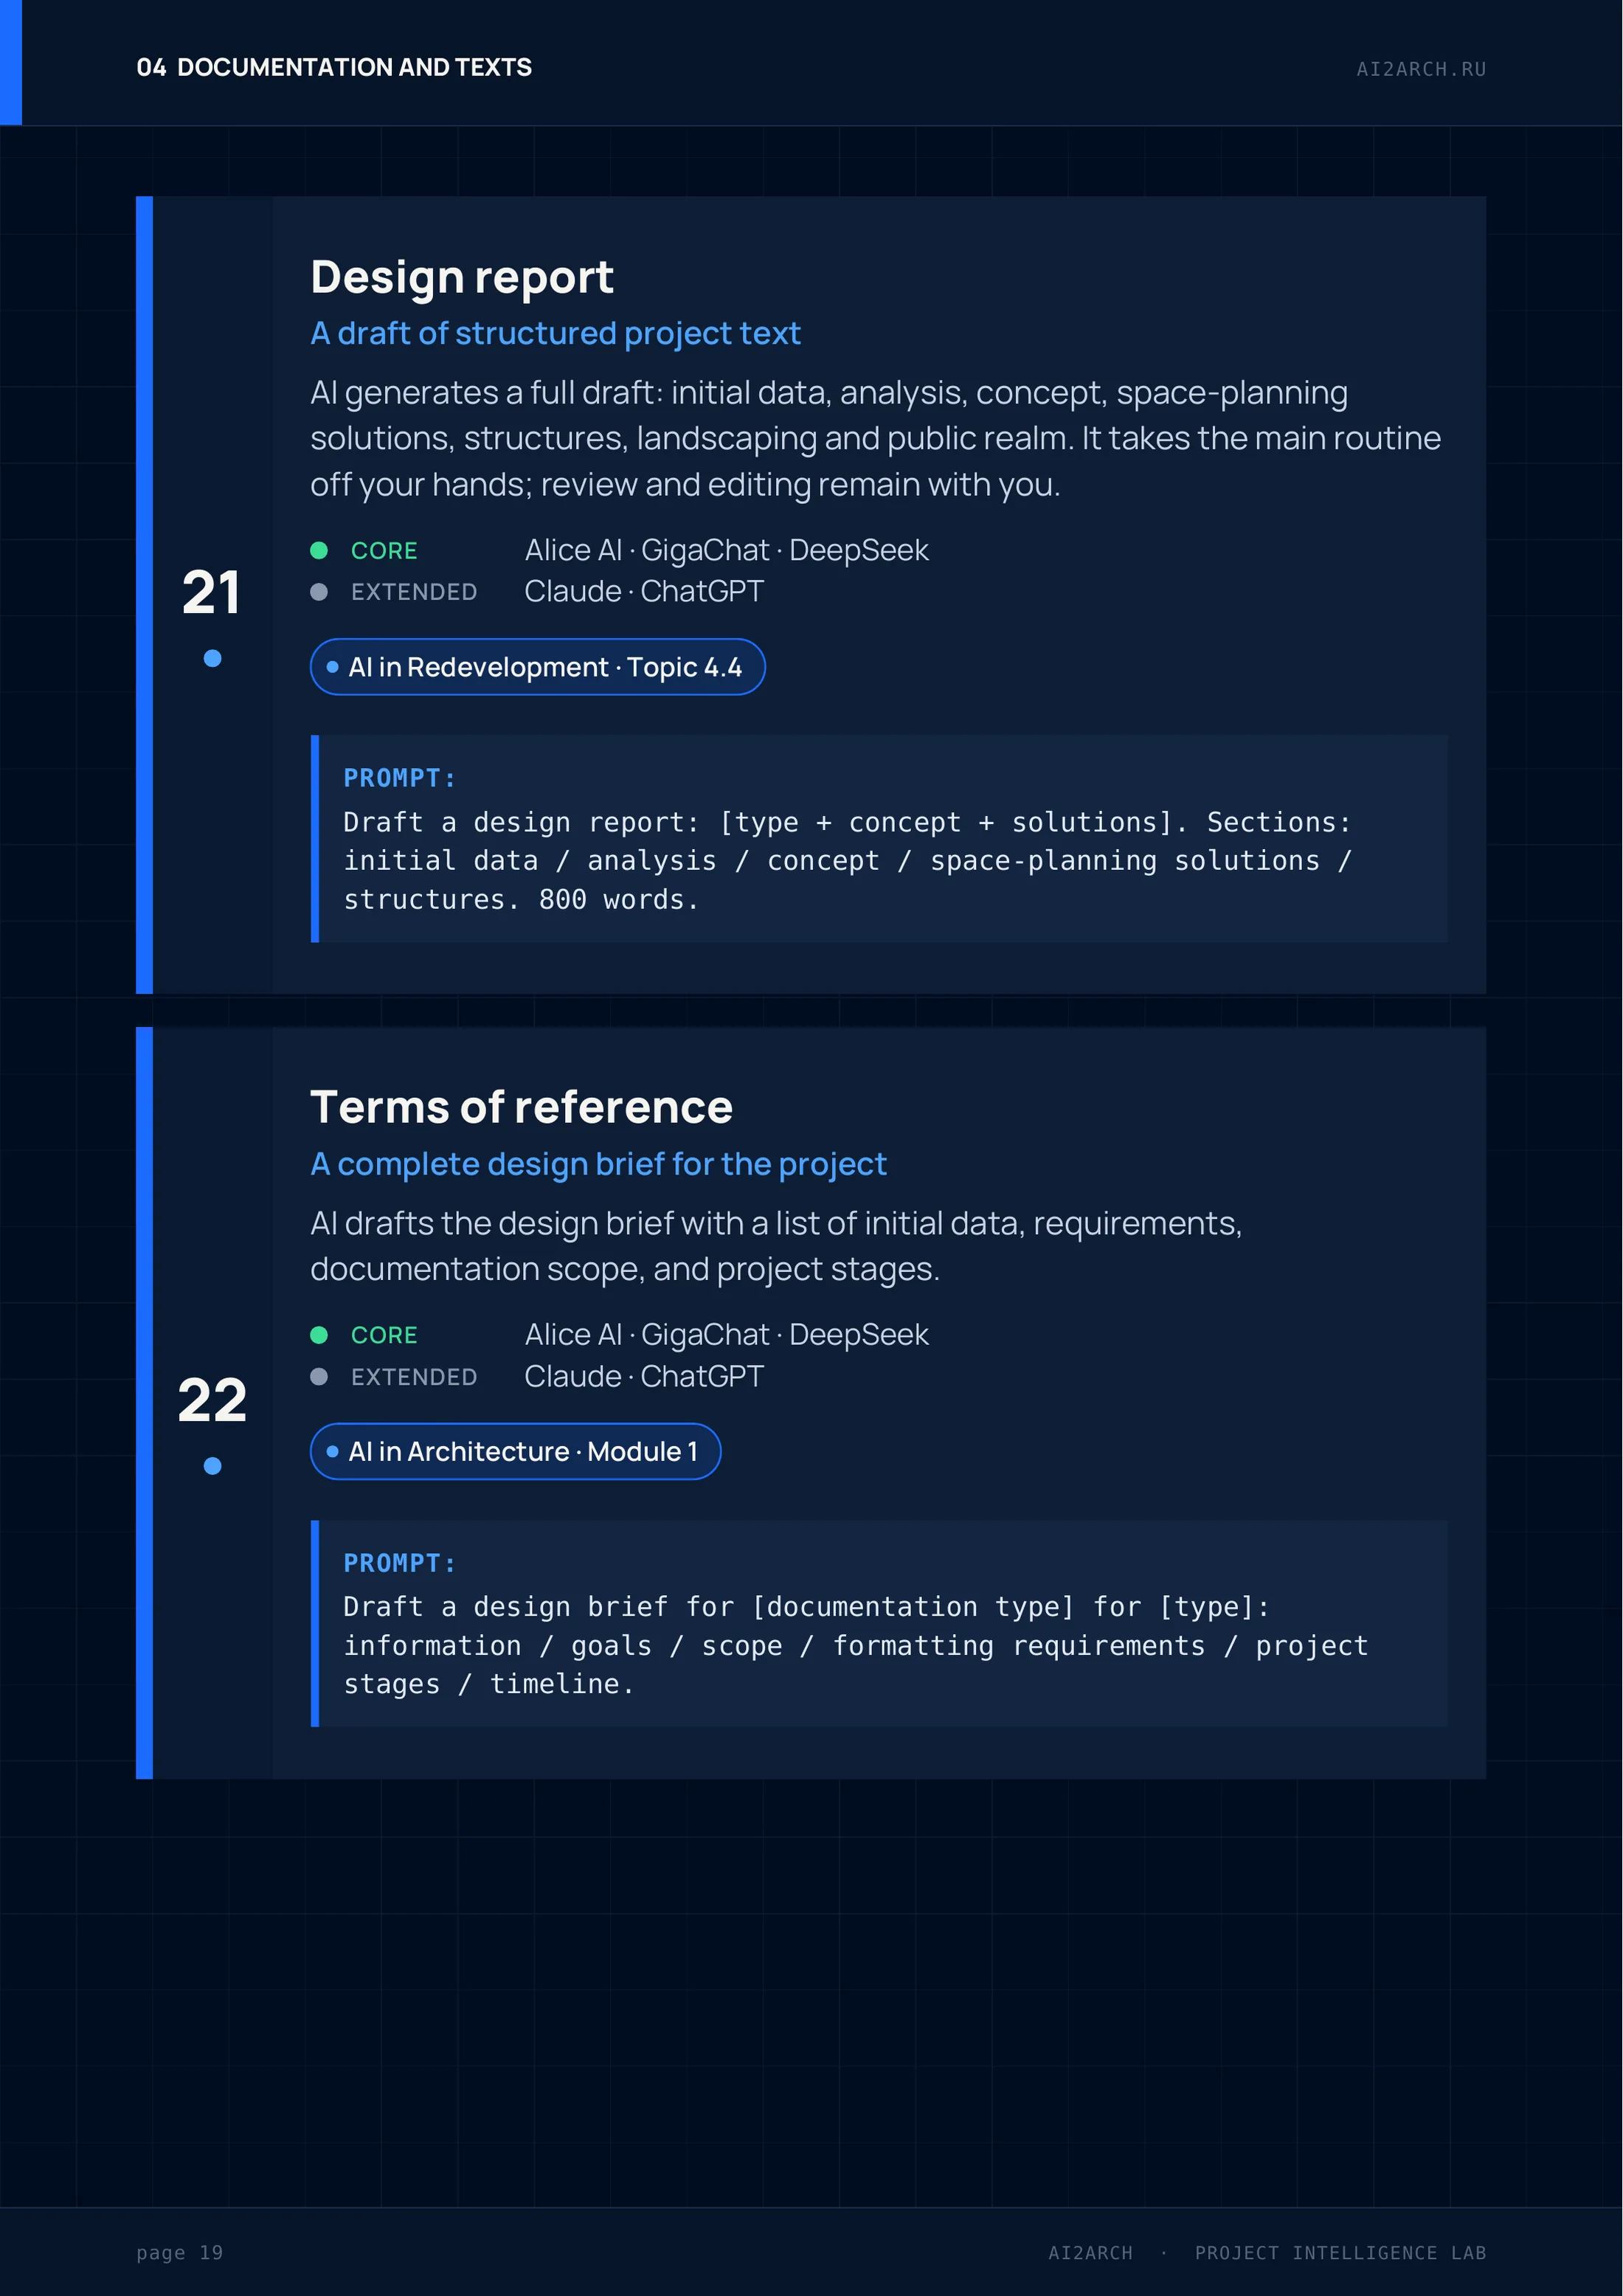 04 DOCUMENTATION AND TEXTS
AI2ARCH.RU
Design report
A draft of structured project text
AI generates a full draft: initial data, analysis, concept, space-planning
solutions, structures, landscaping and public realm. It takes the main routine
off your hands; review and editing remain with you.
CORE Alice AI · GigaChat · DeepSeek
EXTENDED Claude · ChatGPT
21
AI in Redevelopment · Topic 4.4
PROMPT:
Draft a design report: [type + concept + solutions]. Sections:
initial data / analysis / concept / space-planning solutions /
structures. 800 words.
Terms of reference
A complete design brief for the project
AI drafts the design brief with a list of initial data, requirements,
documentation scope, and project stages.
CORE Alice AI · GigaChat · DeepSeek
EXTENDED Claude · ChatGPT
22
AI in Architecture · Module 1
PROMPT:
Draft a design brief for [documentation type] for [type]:
information / goals / scope / formatting requirements / project
stages / timeline.
page 19
AI2ARCH · PROJECT INTELLIGENCE LAB